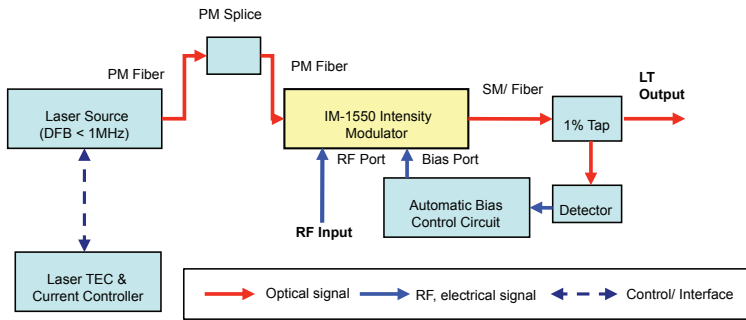 PM Splice
PM Fiber
PM Fiber
SM/ Fiber
LT
Output
Laser Source
(DFB < 1MHz)
IM-1550 Intensity
Modulator
1% Tap
RF Port
Bias Port
Automatic Bias
Control Circuit
Detector
RF Input
Laser TEC &
Current Controller
Optical signal
RF, electrical signal
Control/ Interface